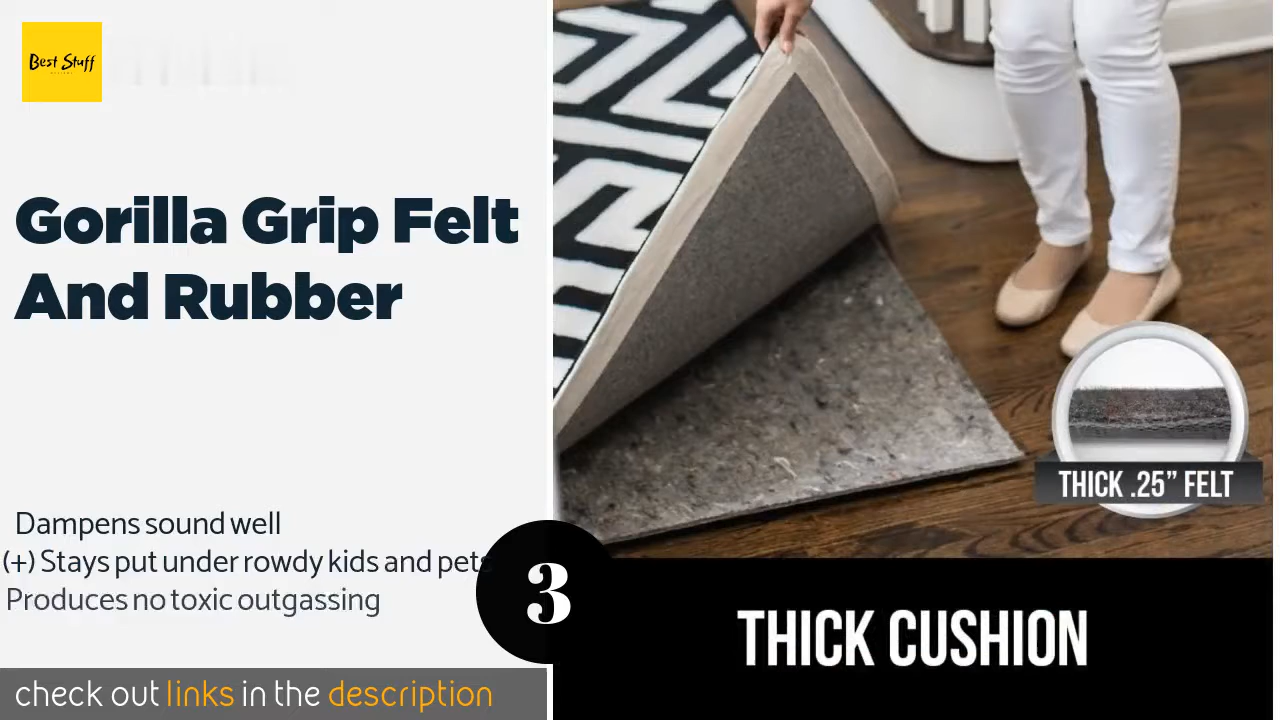 Best Stuff
Gorilla Grip Felt
And Rubber
Dampens sound well
(+) Stays put under rowdy kids and pets
Produces no toxic outgassing
check out links in the description
3
THICK .25” FELT
THICK CUSHION